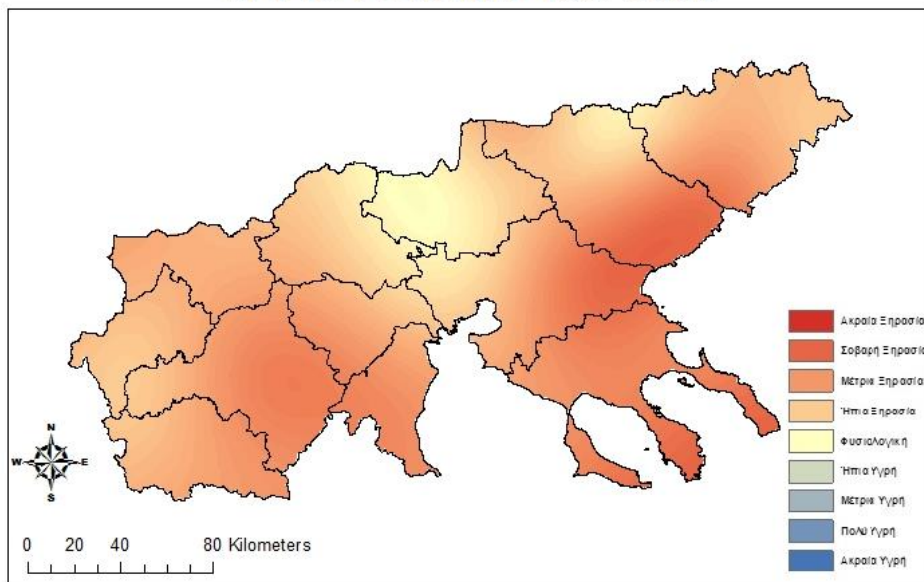 Ακραία Ξηρασία
Σοβαρή Ξηρασία
Μέτρια Ξηρασία
Ήπια Ξηρασία
Φυσιολογική
Ήπια Υγρή
Μέτρια Υγρή
Πολύ Υγρή
Ακραία Υγρή
N
W E
S
0 20 40 80 Kilometers